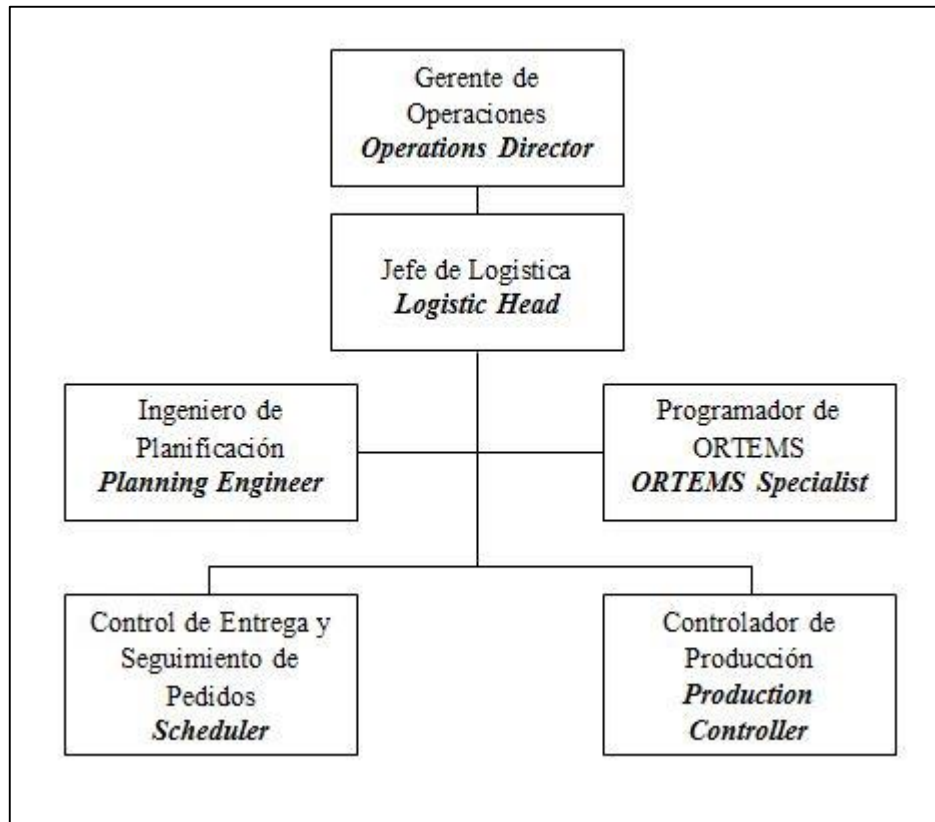 Gerente de
Operaciones
Operations Director
Jefe de Logistica
Logistic Head
Ingeniero de
Planificación
Planning Engineer
Programador de
ORTEMS
ORTEMS Specialist
Control de Entrega y
Seguimiento de
Pedidos
Scheduler
Controlador de
Producción
Production
Controller